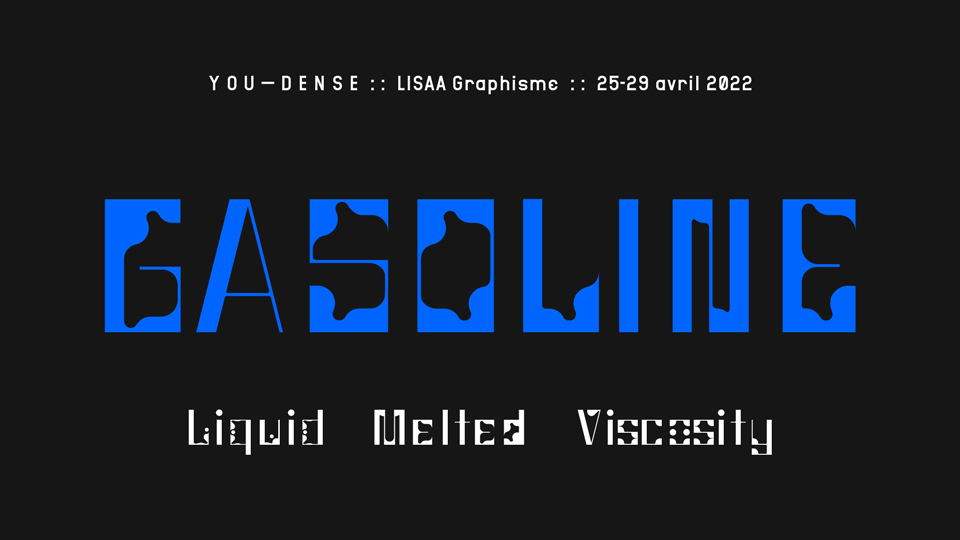 YOU—DENSE :: LISAA Graphisme :: 25-29 avril 2022
GASOLINE
Liquid Melted Viscosity